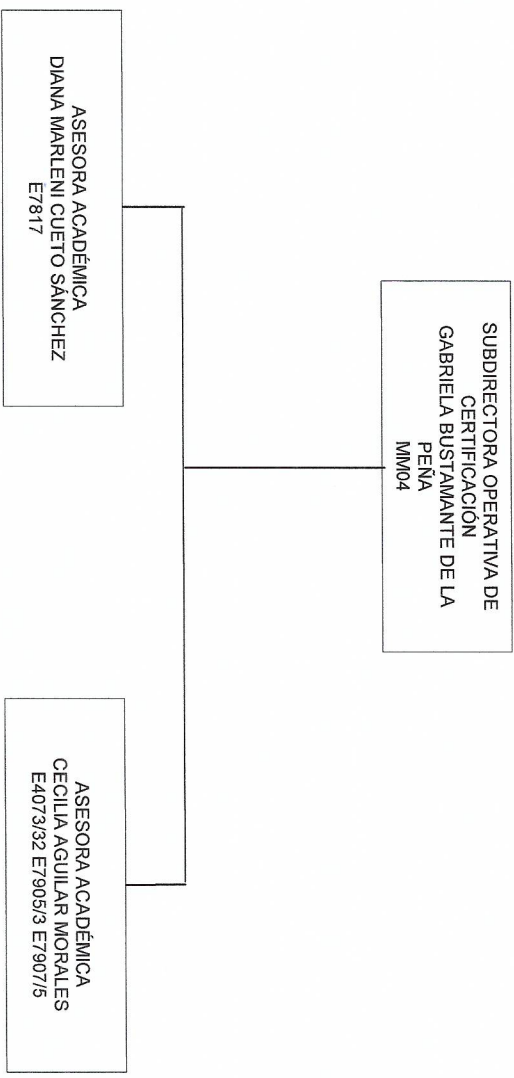 SUBDIRECTORA OPERATIVA DE
CERTIFICACIÓN
GABRIELA BUSTAMANTE DE LA
PEÑA
MM04
ASESORA ACADÉMICA
DIANA MARLENI CUETO SÁNCHEZ
E7817
ASESORA ACADÉMICA
CECILIA AGUILAR MORALES
E4073/32 E7905/3 E7907/5